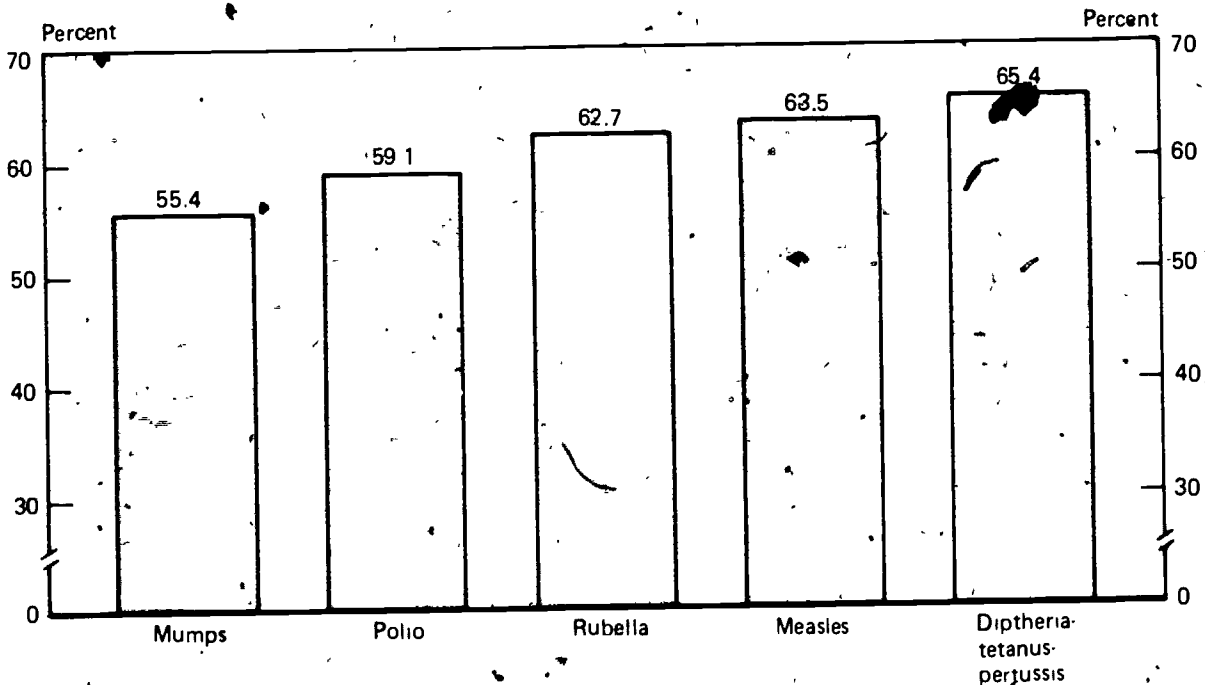 Percent
Percent
70
70
65.4
63.5
62.7
60
59 1
60
55.4
50
50
40
40
30
30
0
0
Mumps
Polio
Rubella
Measles
Diptheria-
tetanus-
pertussis